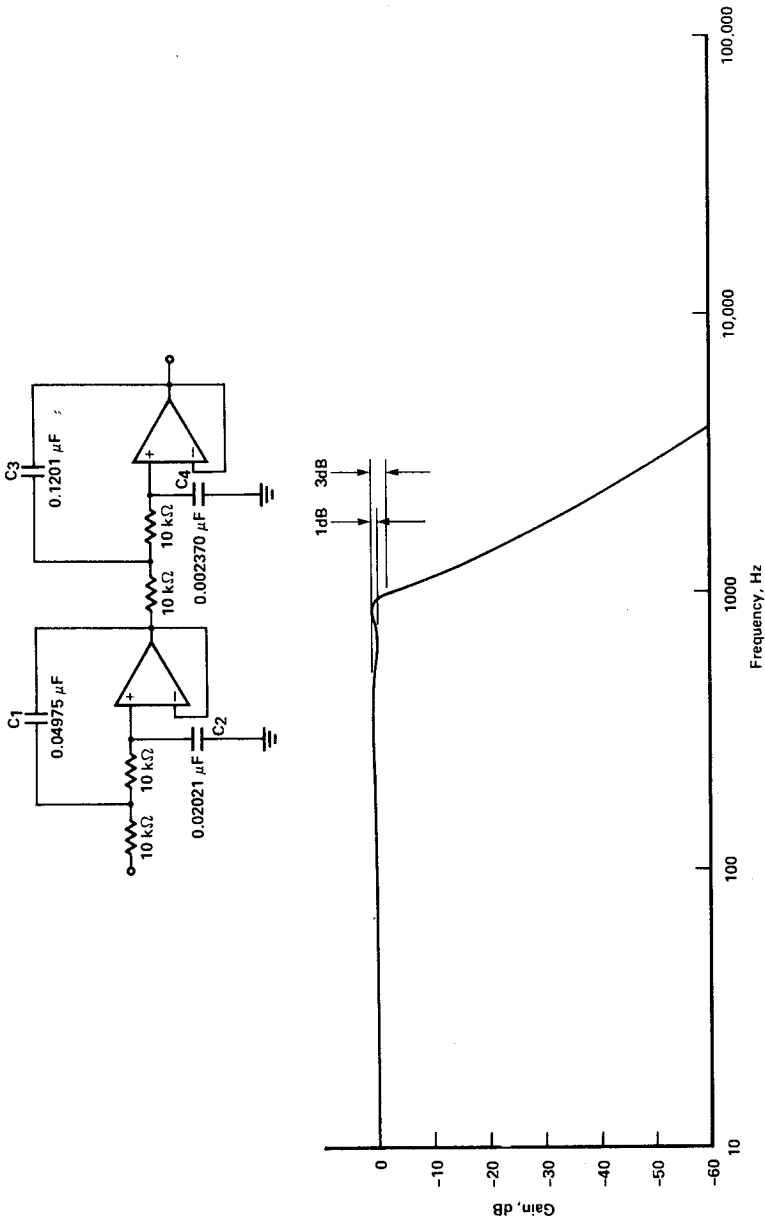 C1
0.04975 μF
10 kΩ
10 kΩ
+
−
C2
0.02021 μF
C3
0.1201 μF
10 kΩ
10 kΩ
+
−
C4
0.002370 μF
1dB
3dB
Gain, dB
0
-10
-20
-30
-40
-50
-60
10
100
1000
10,000
100,000
Frequency, Hz